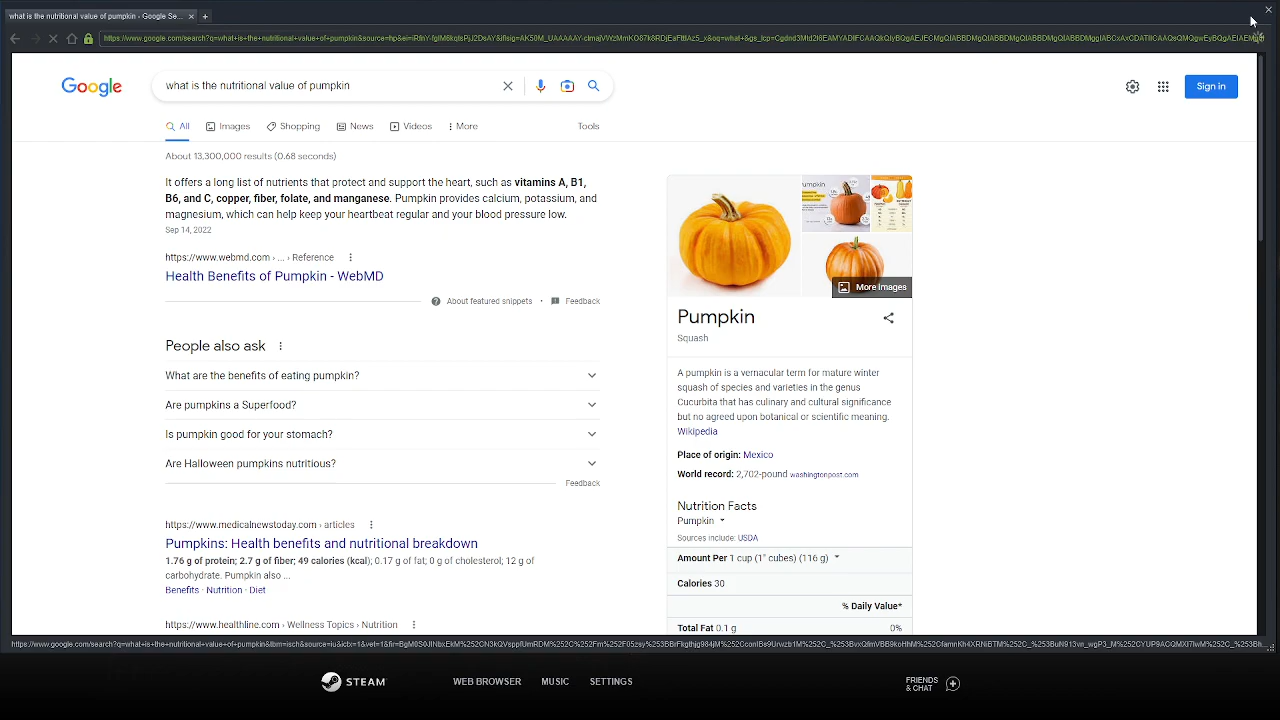 what is the nutritional value of pumpkin - Google Se...
Google
what is the nutritional value of pumpkin
Sign in
All
Images
Shopping
News
Videos
More
Tools
About 13,300,000 results (0.68 seconds)
It offers a long list of nutrients that protect and support the heart, such as vitamins A, B1,
B6, and C, copper, fiber, folate, and manganese. Pumpkin provides calcium, potassium, and
magnesium, which can help keep your heartbeat regular and your blood pressure low.
Sep 14, 2022
https://www.webmd.com › ... › Reference
Health Benefits of Pumpkin - WebMD
About featured snippets
Feedback
People also ask
What are the benefits of eating pumpkin?
Are pumpkins a Superfood?
Is pumpkin good for your stomach?
Are Halloween pumpkins nutritious?
Feedback
https://www.medicalnewstoday.com › articles
Pumpkins: Health benefits and nutritional breakdown
1.76 g of protein; 2.7 g of fiber; 49 calories (kcal); 0.17 g of fat; 0 g of cholesterol; 12 g of
carbohydrate. Pumpkin also ...
Benefits · Nutrition · Diet
https://www.healthline.com › Wellness Topics › Nutrition
More images
Pumpkin
Squash
A pumpkin is a vernacular term for mature winter
squash of species and varieties in the genus
Cucurbita that has culinary and cultural significance
but no agreed upon botanical or scientific meaning.
Wikipedia
Place of origin: Mexico
World record: 2,702-pound washingtonpost.com
Nutrition Facts
Pumpkin
Sources include: USDA
Amount Per 1 cup (1" cubes) (116 g)
Calories 30
% Daily Value*
Total Fat 0.1 g 0%
STEAM
WEB BROWSER
MUSIC
SETTINGS
FRIENDS
& CHAT